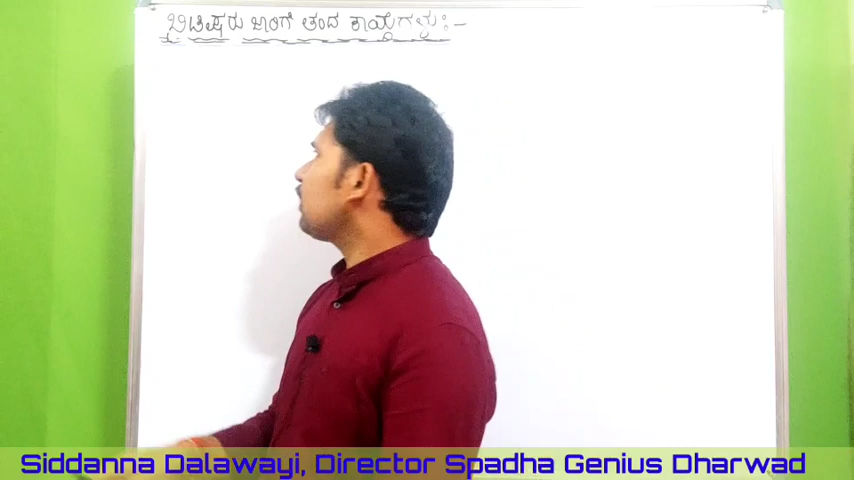 ಬ್ರಿಟಿಷರು ಜಾರಿಗೆ ತಂದ ಕಾಯ್ದೆಗಳು :-
Siddanna Dalawayi, Director Spadha Genius Dharwad